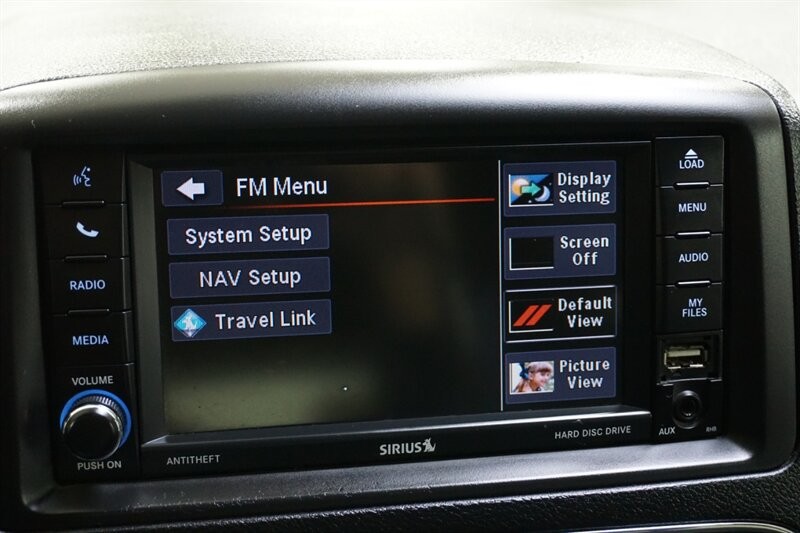 FM Menu
System Setup
NAV Setup
Travel Link
Display
Setting
Screen
Off
Default
View
Picture
View
RADIO
MEDIA
VOLUME
PUSH ON
ANTITHEFT
SIRIUS
HARD DISC DRIVE
LOAD
MENU
AUDIO
MY
FILES
AUX
RHB